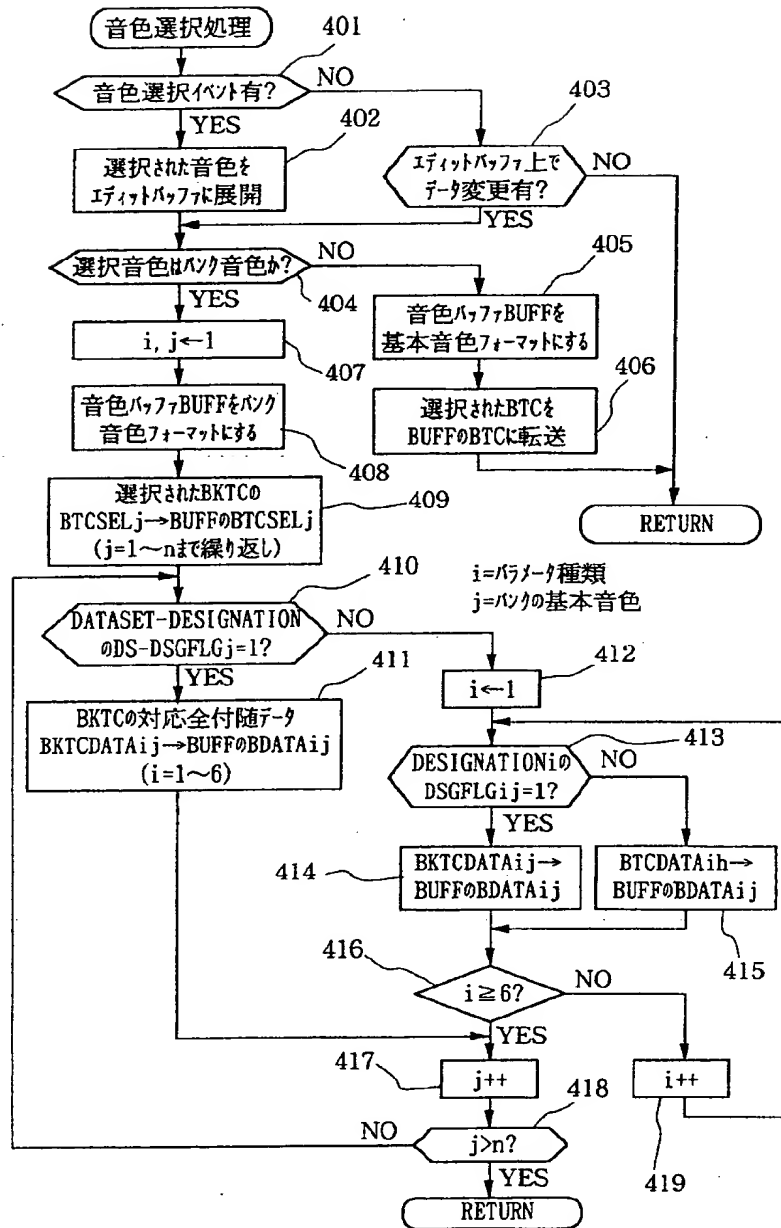 音色選択処理
401
音色選択イベント有?
NO
YES
402
403
選択された音色を
エディットバッファに展開
エディットバッファ上で
データ変更有?
NO
YES
選択音色はバンク音色か?
NO
404
YES
405
音色バッファBUFFを
基本音色フォーマットにする
i, j←1
407
406
音色バッファBUFFをバンク
音色フォーマットにする
408
選択されたBTCを
BUFFのBTCに転送
選択されたBKTCの
BTCSELj→BUFFのBTCSELj
(j=1～nまで繰り返し)
409
RETURN
410
i=パラメータ種類
j=バンクの基本音色
DATASET-DESIGNATION
のDS-DSGFLGj=1?
NO
YES
411
412
i←1
BKTCの対応全付随データ
BKTCDATAij→BUFFのBDATAij
(i=1～6)
413
DESIGNATIONiの
DSGFLGij=1?
NO
YES
414
BKTCDATAij→
BUFFのBDATAij
BTCDATAih→
BUFFのBDATAij
415
416
i≧6?
NO
YES
417
j++
i++
419
418
j>n?
NO
YES
RETURN